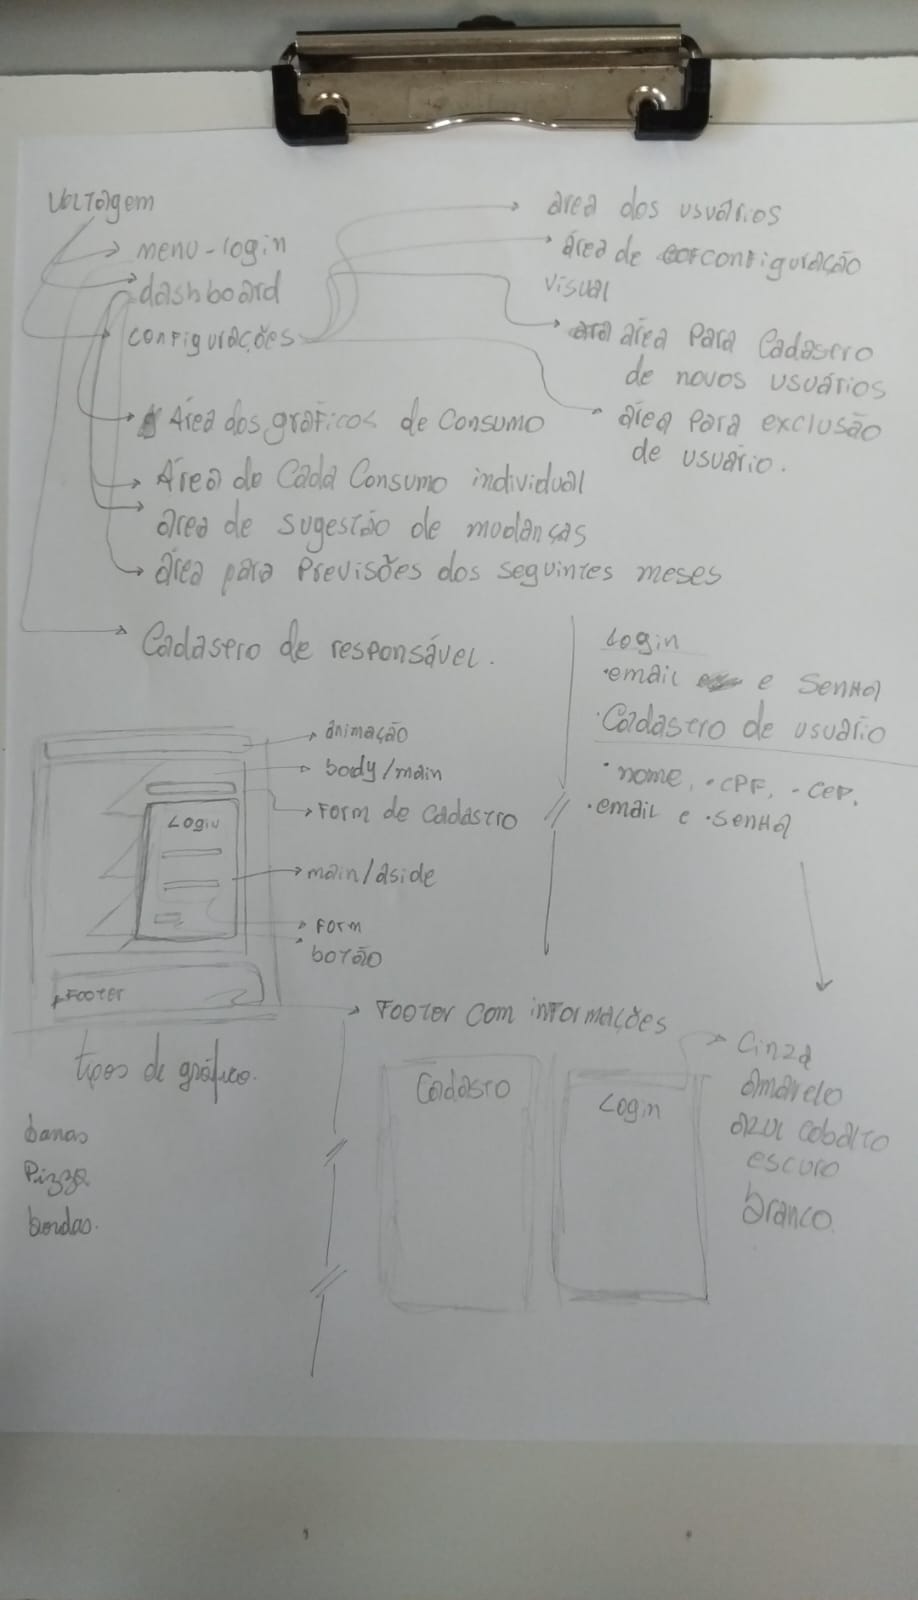 Voltagem
menu-login
dashboard
configurações
área dos usuários
área de configuração
visual
área para Cadastro
de novos usuários
área para exclusão
de usuário.
Área dos gráficos de Consumo
Área de Cada Consumo individual
área de sugestão de mudanças
área para Previsões dos seguintes meses
Cadastro de responsável.
Login
·email e senha
·Cadastro de usuário
·nome, ·CPF, -CEP.
·email e ·senha
animação
body/main
Form de cadastro
Login
main/aside
Form
botão
Footer
Footer com informações
tipos de gráfico.
barras
Pizza
bordas.
Cadastro
Login
Cinza
amarelo
azul cobalto
escuro
branco